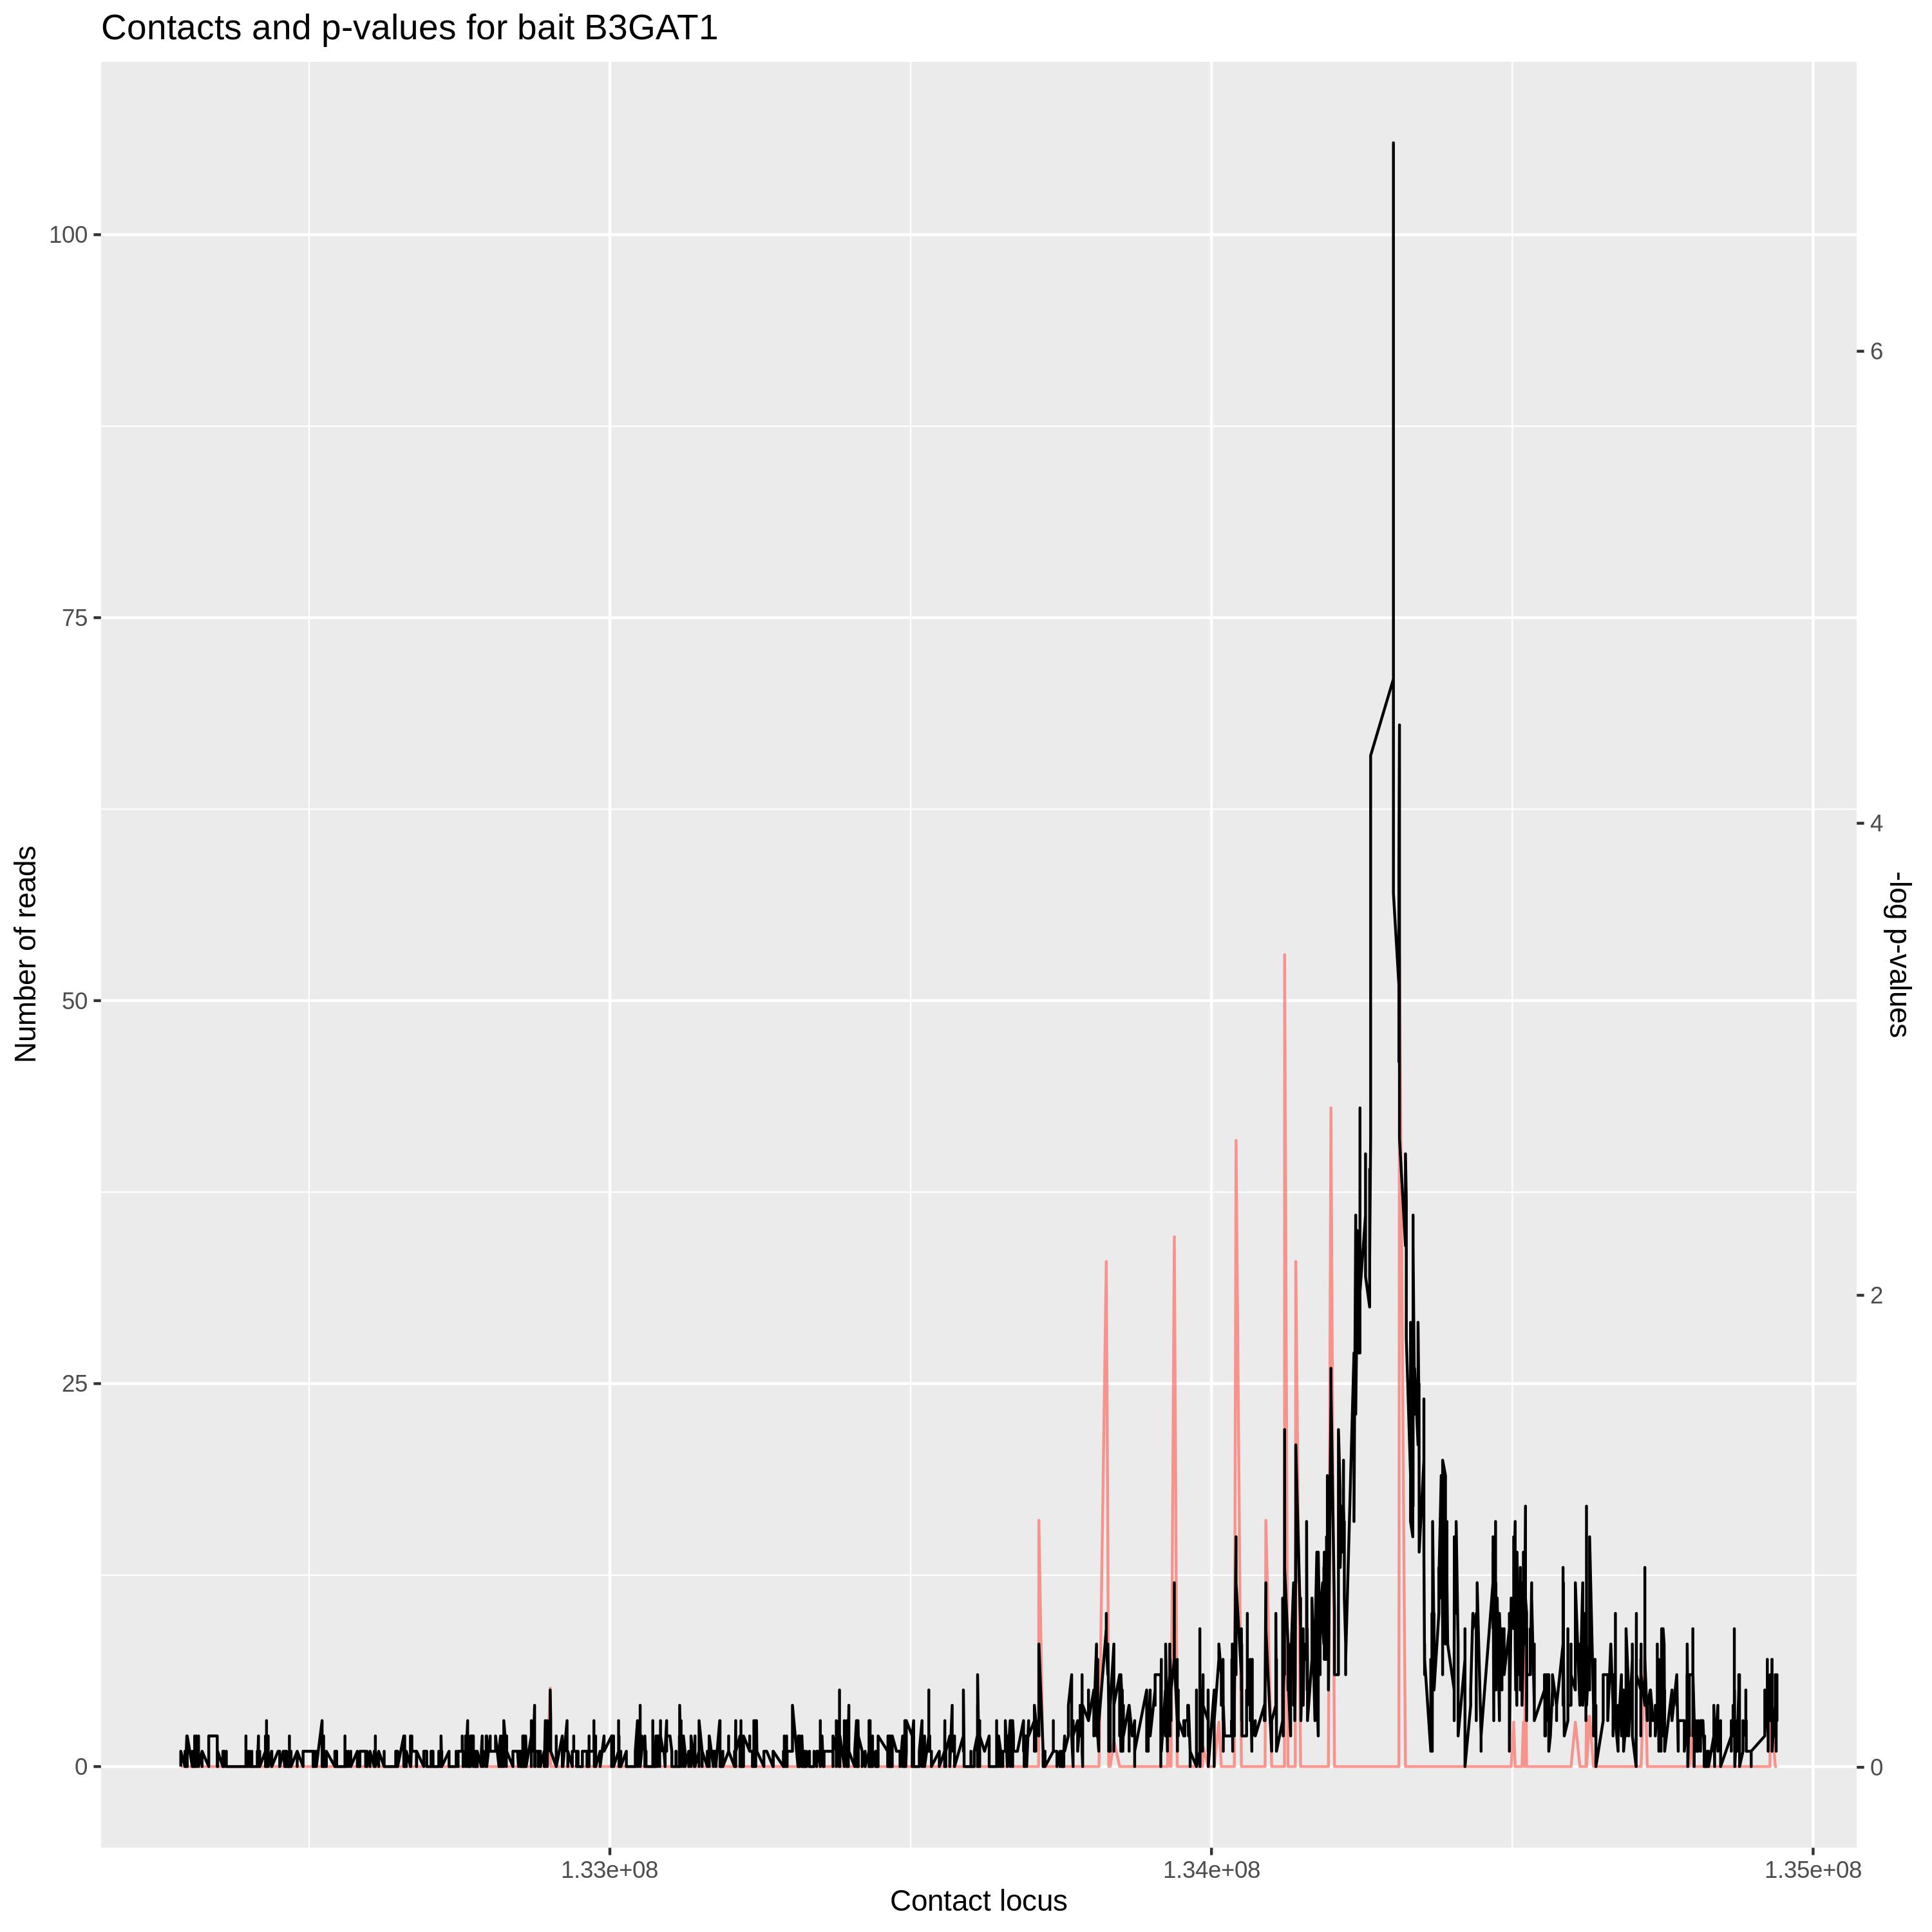 Contacts and p-values for bait B3GAT1
100
75
50
25
0
Number of reads
6
4
2
0
-log p-values
1.33e+08
1.34e+08
1.35e+08
Contact locus